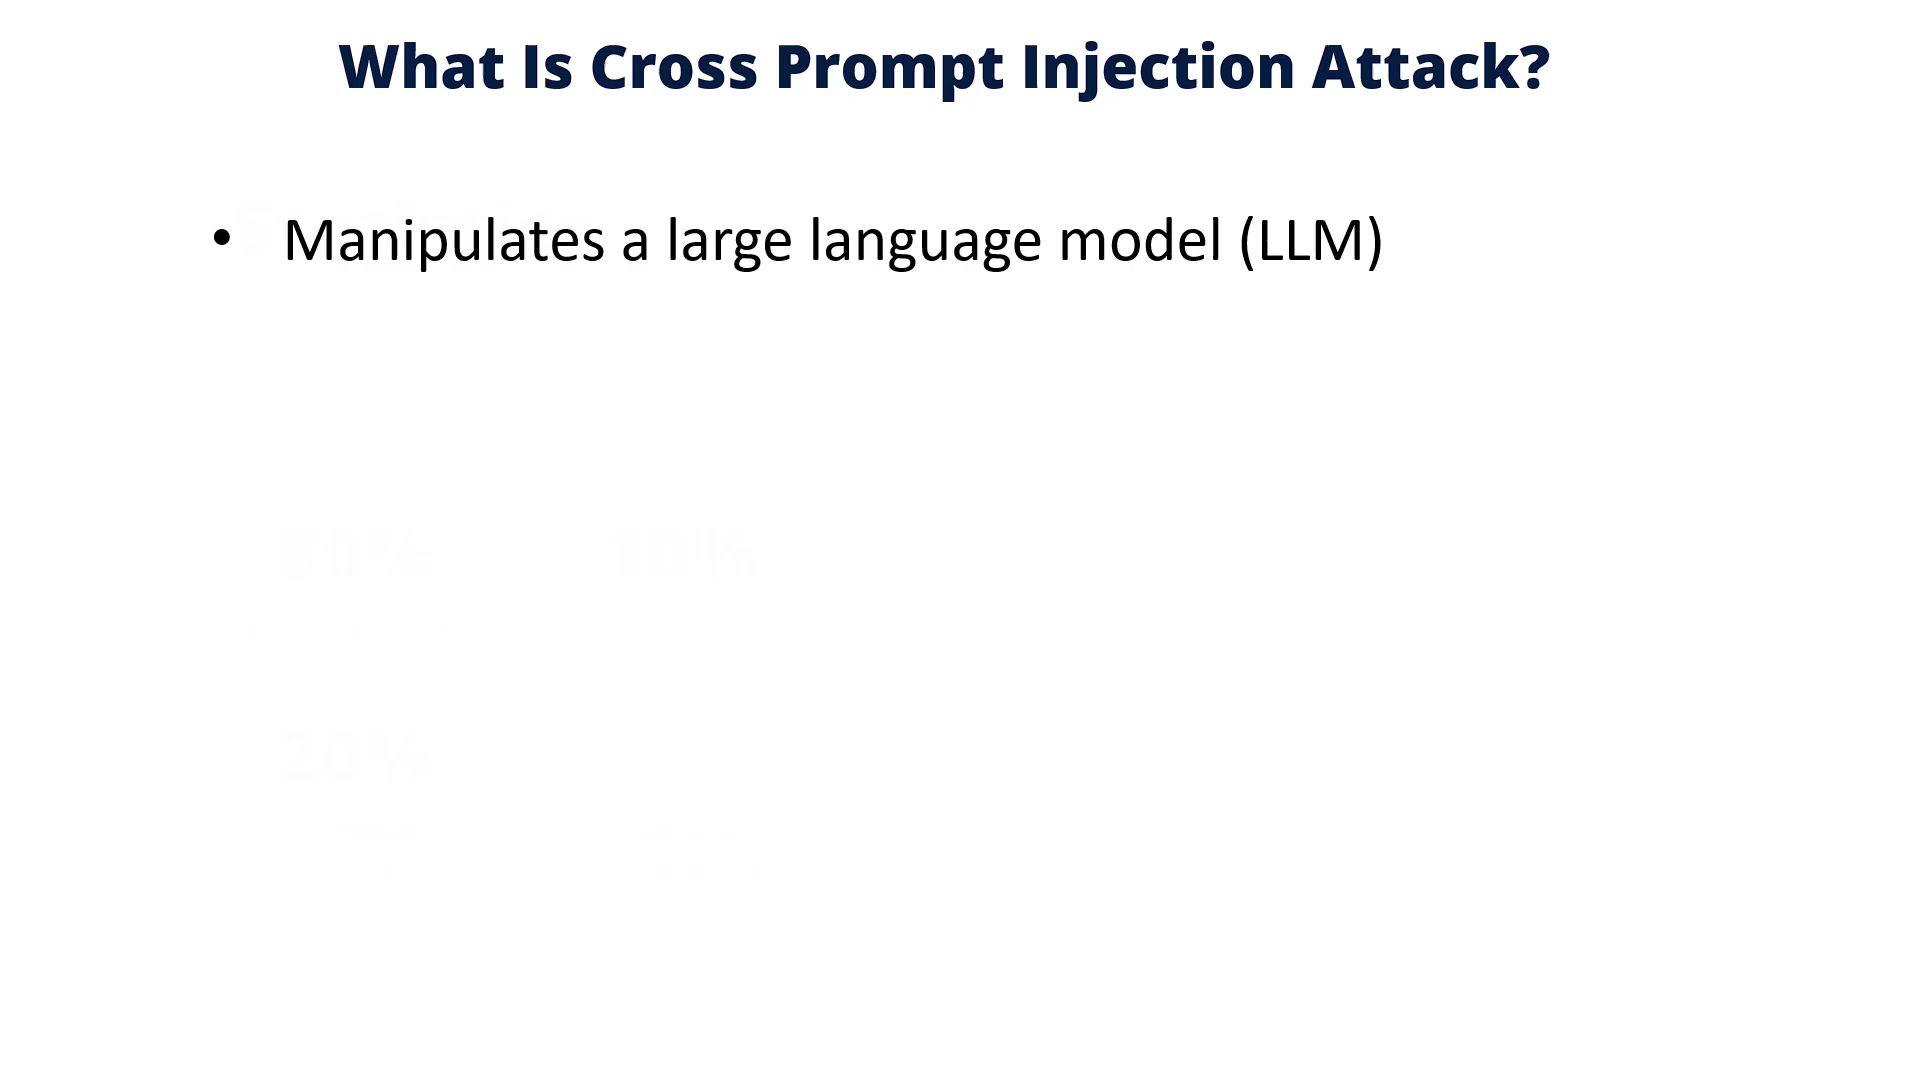 What Is Cross Prompt Injection Attack?
• Manipulates a large language model (LLM)